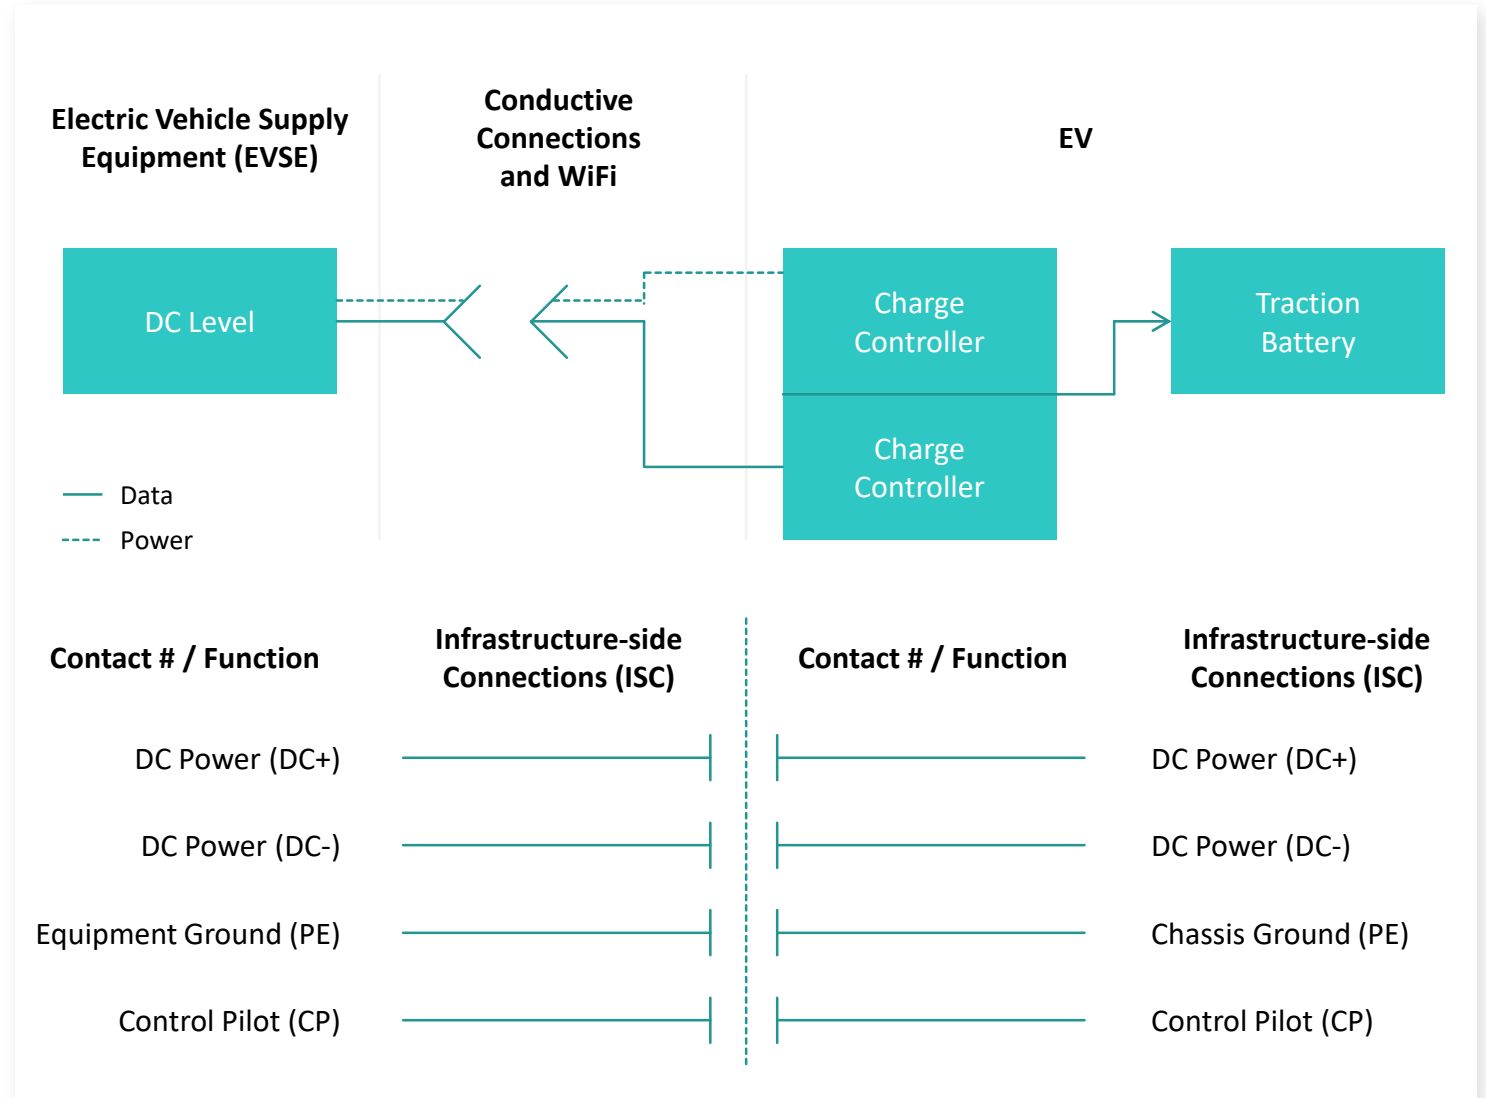 Electric Vehicle Supply
Equipment (EVSE)
Conductive
Connections
and WiFi
EV
DC Level
Charge
Controller
Traction
Battery
Charge
Controller
Data
Power
Contact # / Function
Infrastructure-side
Connections (ISC)
Contact # / Function
Infrastructure-side
Connections (ISC)
DC Power (DC+)
DC Power (DC+)
DC Power (DC-)
DC Power (DC-)
Equipment Ground (PE)
Chassis Ground (PE)
Control Pilot (CP)
Control Pilot (CP)